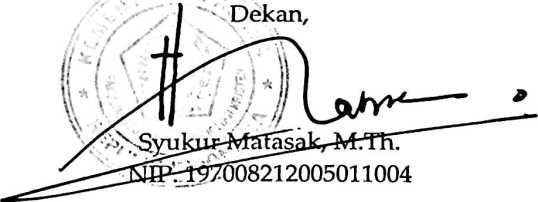 Dekan,
Syukur Matasak, M.Th.
NIP. 197008212005011004